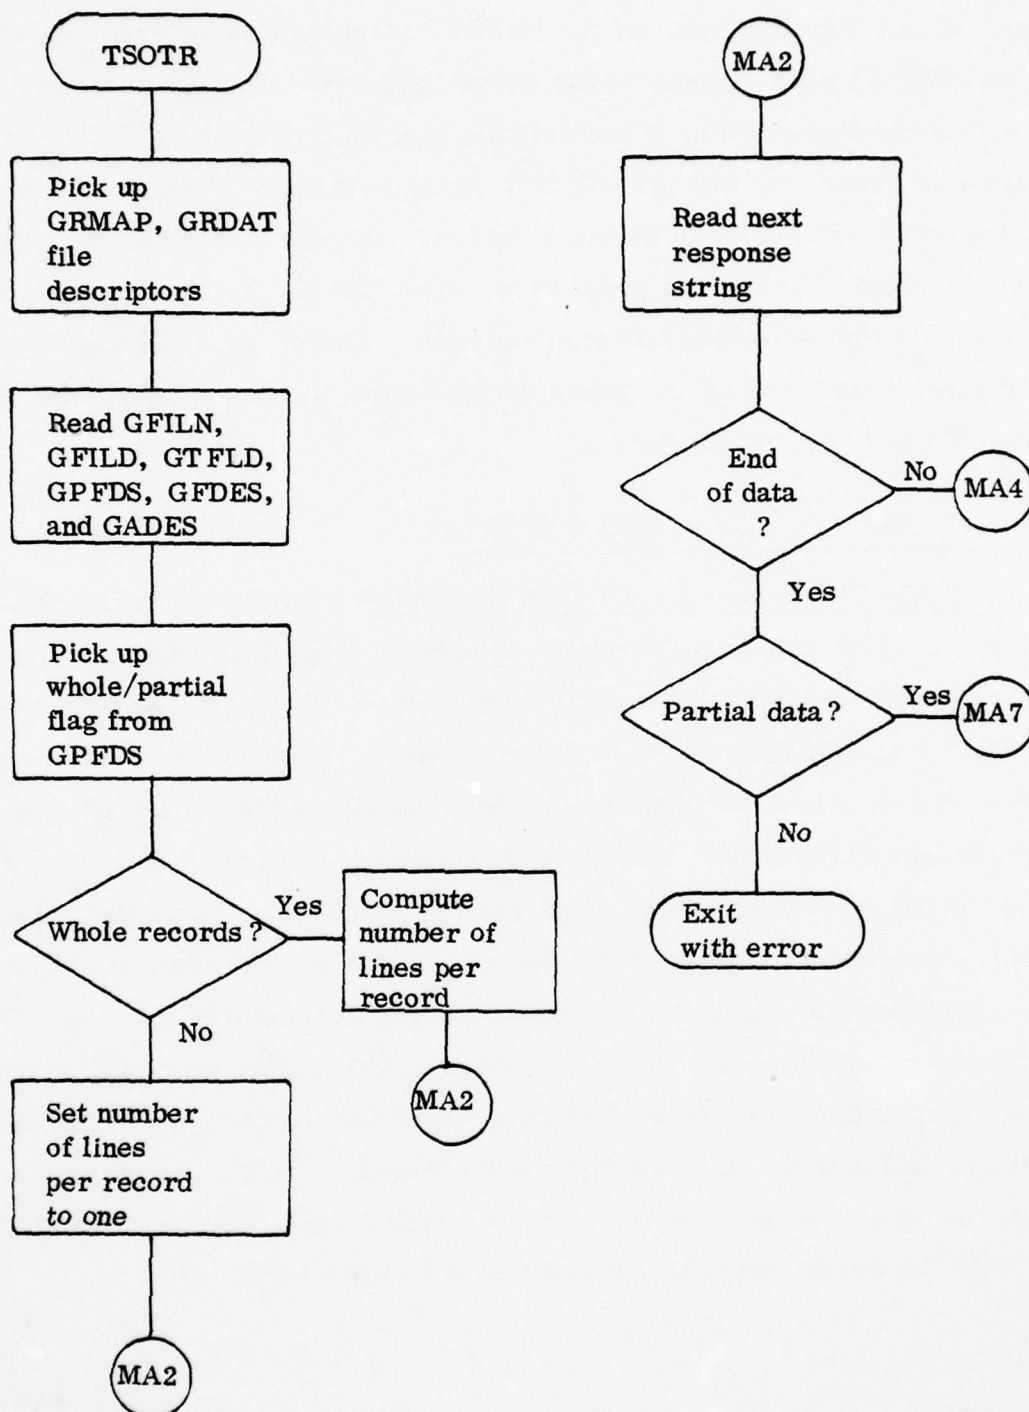 TSOTR
Pick up
GRMAP, GRDAT
file
descriptors
Read GFILN,
GFILD, GTFLD,
GPFDS, GFDES,
and GADES
Pick up
whole/partial
flag from
GPFDS
Whole records?
Yes
Compute
number of
lines per
record
MA2
No
Set number
of lines
per record
to one
MA2
MA2
Read next
response
string
End
of data
?
No
MA4
Yes
Partial data?
Yes
MA7
No
Exit
with error